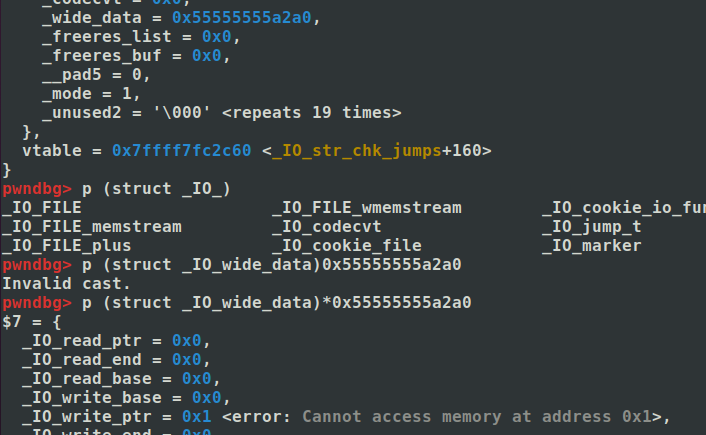 _codecvt = 0x0,
    _wide_data = 0x55555555a2a0,
    _freeres_list = 0x0,
    _freeres_buf = 0x0,
    __pad5 = 0,
    _mode = 1,
    _unused2 = '\000' <repeats 19 times>
  },
  vtable = 0x7ffff7fc2c60 <_IO_str_chk_jumps+160>
}
pwndbg> p (struct _IO_)
_IO_FILE                   _IO_FILE_wmemstream        _IO_cookie_io_fu
_IO_FILE_memstream         _IO_codecvt                _IO_jump_t
_IO_FILE_plus              _IO_cookie_file            _IO_marker
pwndbg> p (struct _IO_wide_data)0x55555555a2a0
Invalid cast.
pwndbg> p (struct _IO_wide_data)*0x55555555a2a0
$7 = {
  _IO_read_ptr = 0x0,
  _IO_read_end = 0x0,
  _IO_read_base = 0x0,
  _IO_write_base = 0x0,
  _IO_write_ptr = 0x1 <error: Cannot access memory at address 0x1>,
  _IO_write_end = 0x0